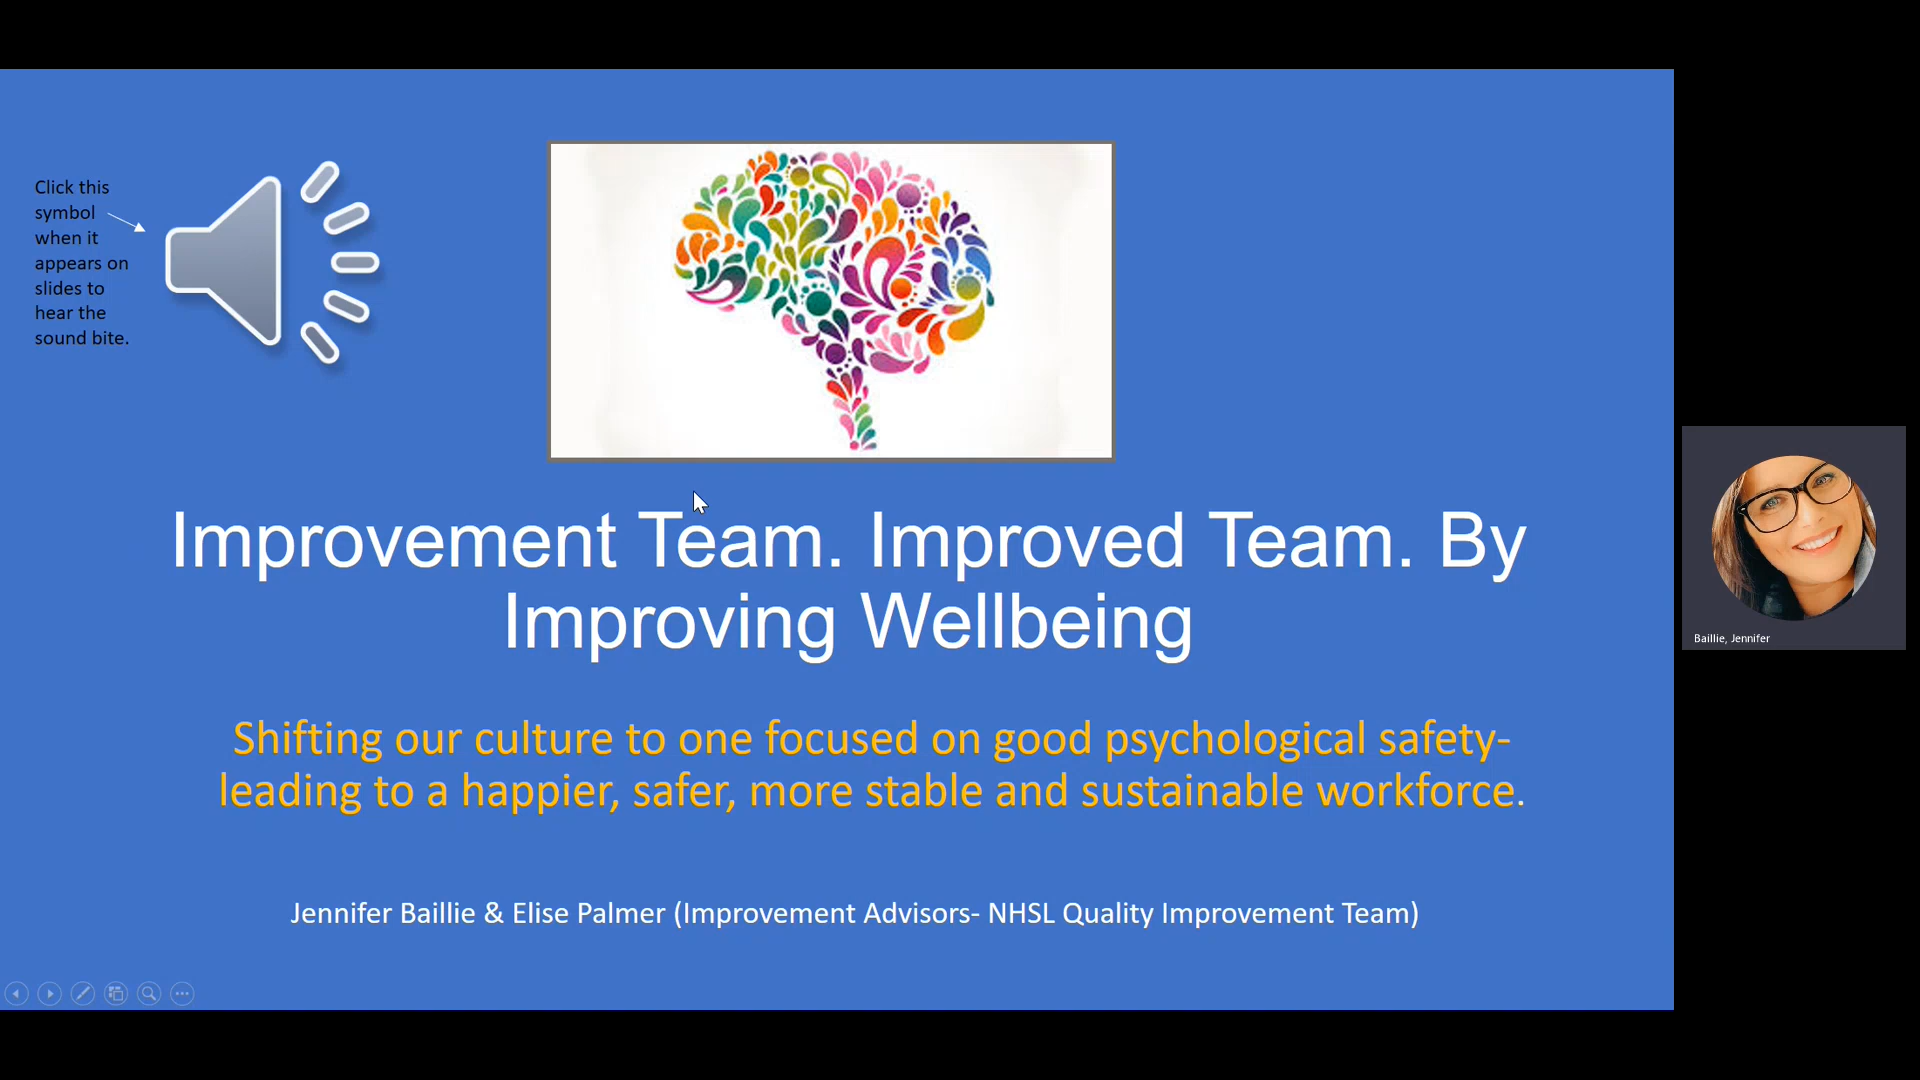 Click this
symbol
when it
appears on
slides to
hear the
sound bite.
Improvement Team. Improved Team. By
Improving Wellbeing
Shifting our culture to one focused on good psychological safety-
leading to a happier, safer, more stable and sustainable workforce.
Jennifer Baillie & Elise Palmer (Improvement Advisors- NHSL Quality Improvement Team)
Baillie, Jennifer